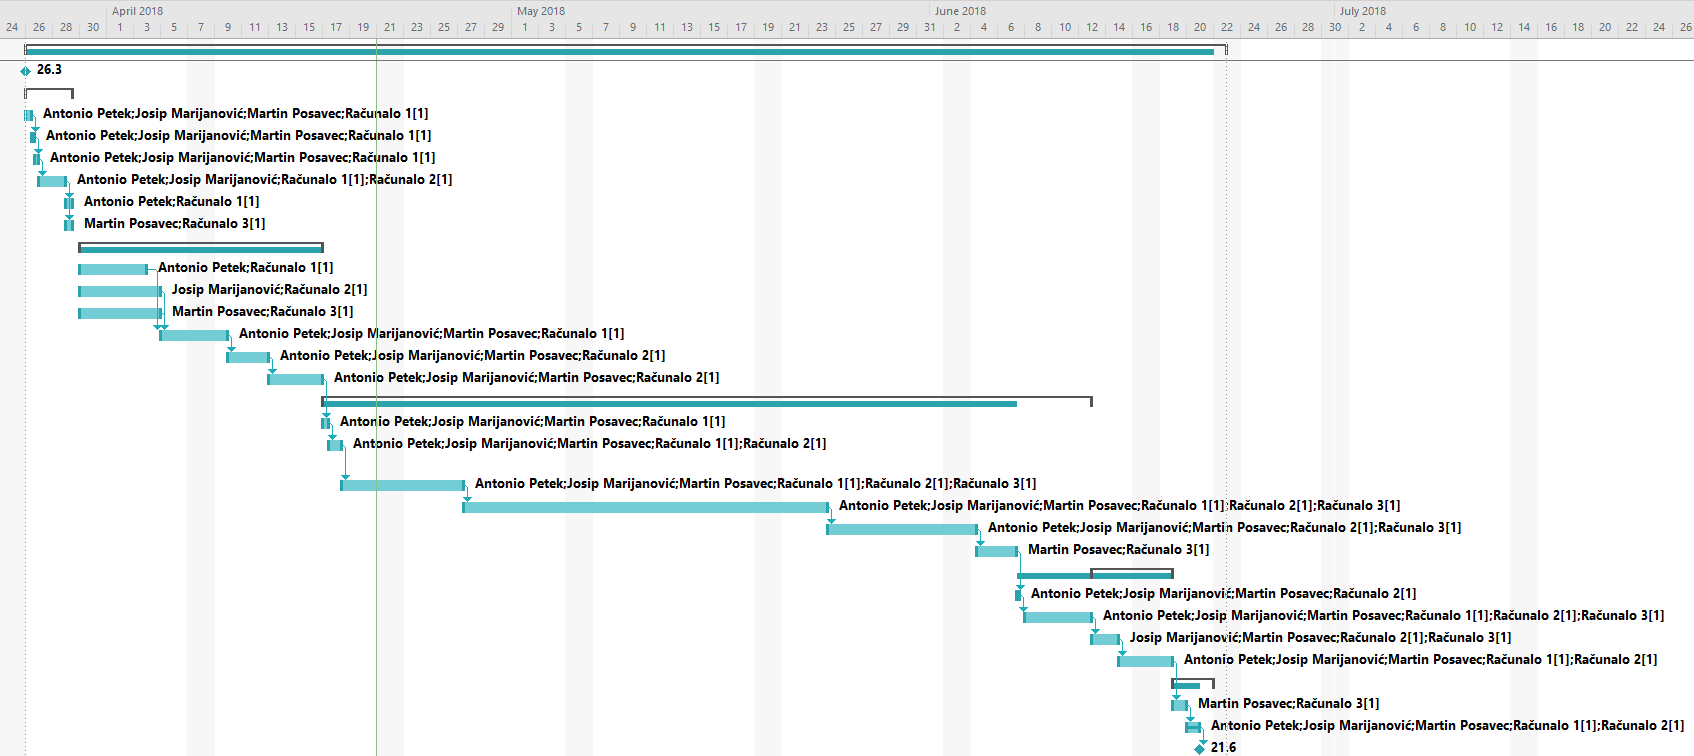 April 2018 May 2018 June 2018 July 2018
24 26 28 30 1 3 5 7 9 11 13 15 17 19 21 23 25 27 29 1 3 5 7 9 11 13 15 17 19 21 23 25 27 29 31 2 4 6 8 10 12 14 16 18 20 22 24 26 28 30 2 4 6 8 10 12 14 16 18 20 22 24 26
26.3
Antonio Petek;Josip Marijanović;Martin Posavec;Računalo 1[1]
Antonio Petek;Josip Marijanović;Martin Posavec;Računalo 1[1]
Antonio Petek;Josip Marijanović;Martin Posavec;Računalo 1[1]
Antonio Petek;Josip Marijanović;Računalo 1[1];Računalo 2[1]
Antonio Petek;Računalo 1[1]
Martin Posavec;Računalo 3[1]
Antonio Petek;Računalo 1[1]
Josip Marijanović;Računalo 2[1]
Martin Posavec;Računalo 3[1]
Antonio Petek;Josip Marijanović;Martin Posavec;Računalo 1[1]
Antonio Petek;Josip Marijanović;Martin Posavec;Računalo 2[1]
Antonio Petek;Josip Marijanović;Martin Posavec;Računalo 2[1]
Antonio Petek;Josip Marijanović;Martin Posavec;Računalo 1[1]
Antonio Petek;Josip Marijanović;Martin Posavec;Računalo 1[1];Računalo 2[1]
Antonio Petek;Josip Marijanović;Martin Posavec;Računalo 1[1];Računalo 2[1];Računalo 3[1]
Antonio Petek;Josip Marijanović;Martin Posavec;Računalo 1[1];Računalo 2[1];Računalo 3[1]
Antonio Petek;Josip Marijanović;Martin Posavec;Računalo 2[1];Računalo 3[1]
Martin Posavec;Računalo 3[1]
Antonio Petek;Josip Marijanović;Martin Posavec;Računalo 2[1]
Antonio Petek;Josip Marijanović;Martin Posavec;Računalo 1[1];Računalo 2[1];Računalo 3[1]
Josip Marijanović;Martin Posavec;Računalo 2[1];Računalo 3[1]
Antonio Petek;Josip Marijanović;Martin Posavec;Računalo 1[1];Računalo 2[1]
Martin Posavec;Računalo 3[1]
Antonio Petek;Josip Marijanović;Martin Posavec;Računalo 1[1];Računalo 2[1]
21.6